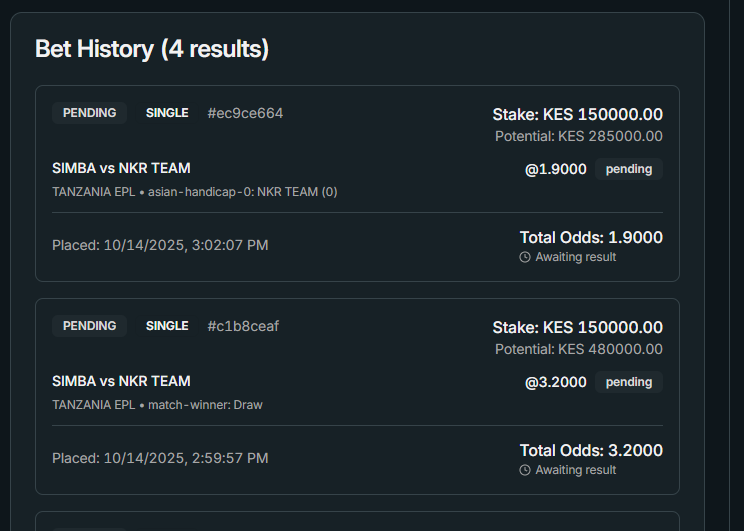 Bet History (4 results)
PENDING SINGLE #ec9ce664 Stake: KES 150000.00
Potential: KES 285000.00
SIMBA vs NKR TEAM @1.9000 pending
TANZANIA EPL • asian-handicap-0: NKR TEAM (0)
Placed: 10/14/2025, 3:02:07 PM Total Odds: 1.9000
Awaiting result
PENDING SINGLE #c1b8ceaf Stake: KES 150000.00
Potential: KES 480000.00
SIMBA vs NKR TEAM @3.2000 pending
TANZANIA EPL • match-winner: Draw
Placed: 10/14/2025, 2:59:57 PM Total Odds: 3.2000
Awaiting result